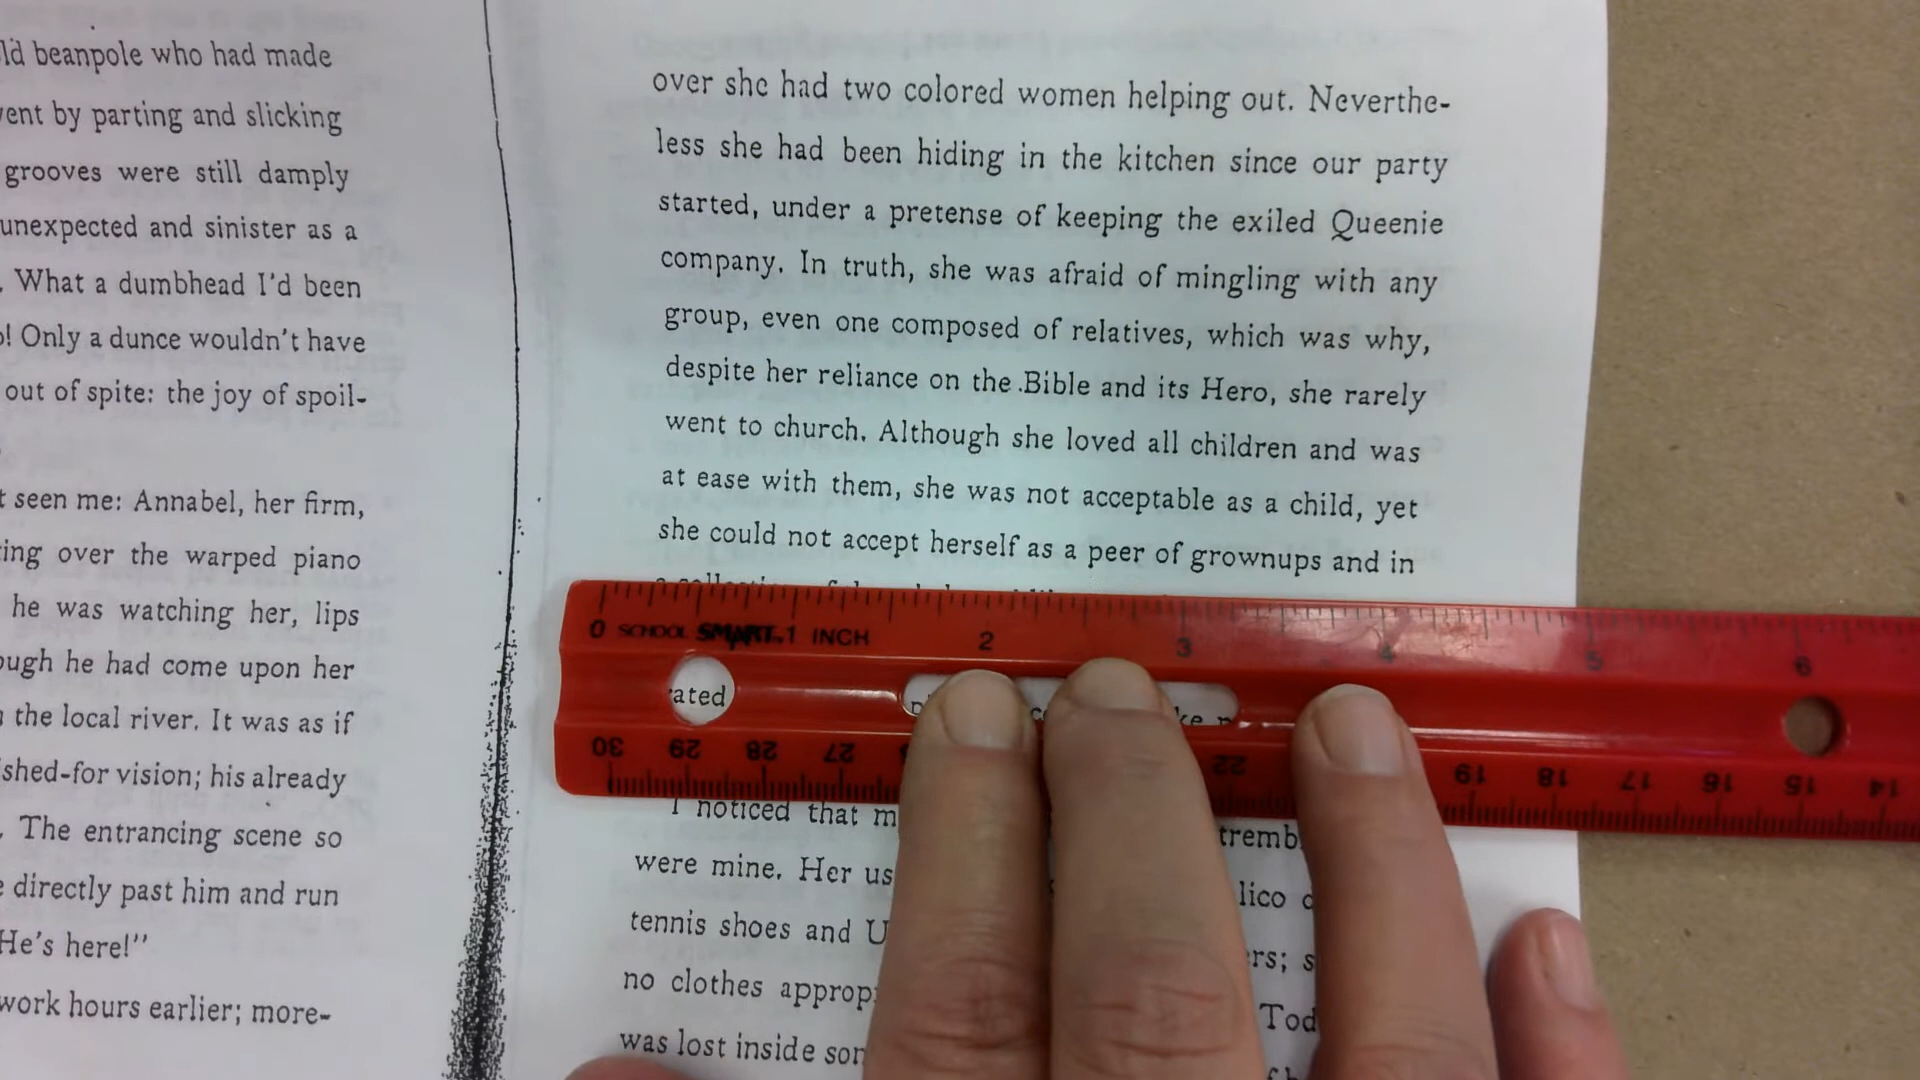 ld beanpole who had made
ent by parting and slicking
grooves were still damply
unexpected and sinister as a
. What a dumbhead I'd been
! Only a dunce wouldn't have
out of spite: the joy of spoil-
t seen me: Annabel, her firm,
ing over the warped piano
he was watching her, lips
ough he had come upon her
the local river. It was as if
shed-for vision; his already
. The entrancing scene so
directly past him and run
He's here!"
work hours earlier; more-
over she had two colored women helping out. Neverthe-
less she had been hiding in the kitchen since our party
started, under a pretense of keeping the exiled Queenie
company. In truth, she was afraid of mingling with any
group, even one composed of relatives, which was why,
despite her reliance on the Bible and its Hero, she rarely
went to church. Although she loved all children and was
at ease with them, she was not acceptable as a child, yet
she could not accept herself as a peer of grownups and in
0 SCHOOL SMART 1 INCH 2 3 4 5 6
ated
30 29 28 27 22 19 18 17 16 15 14
I noticed that m tremb
were mine. Her us lico
tennis shoes and U rs; s
no clothes approp Tod
was lost inside